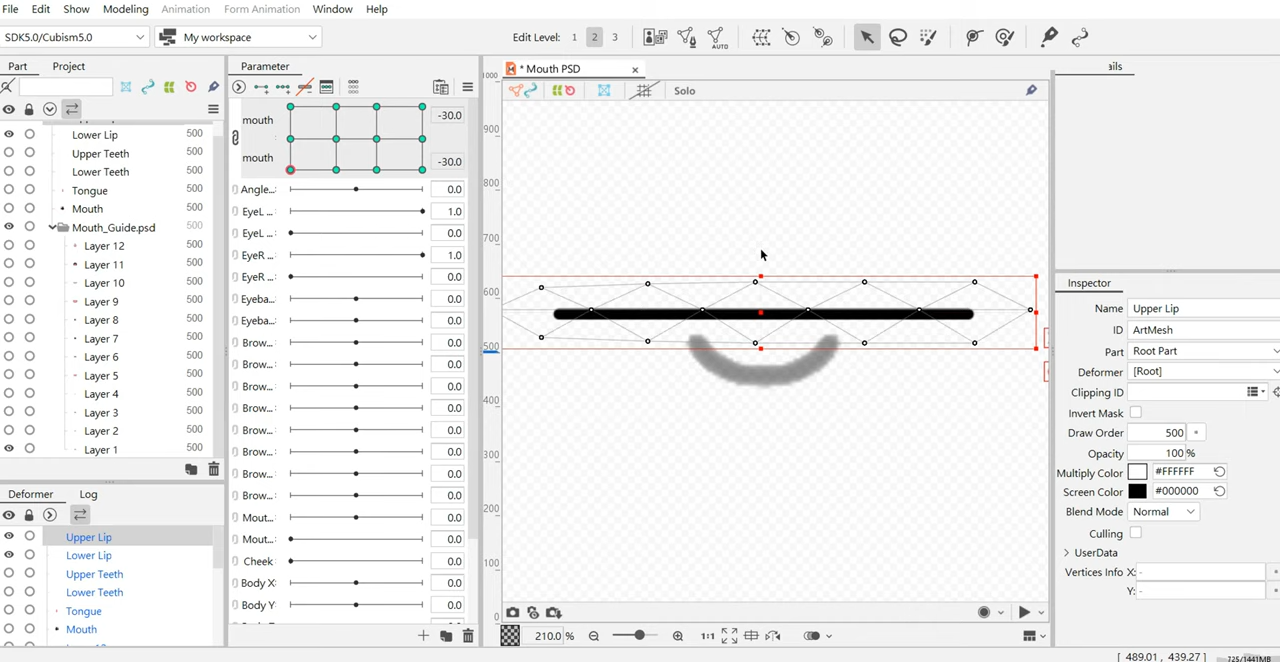 File Edit Show Modeling Animation Form Animation Window Help
SDK5.0/Cubism5.0 My workspace Edit Level: 1 2 3 AUTO
Part Project
Parameter
* Mouth PSD
ails
Solo
Lower Lip 500
Upper Teeth 500
Lower Teeth 500
Tongue 500
Mouth 500
Mouth_Guide.psd 500
Layer 12 500
Layer 11 500
Layer 10 500
Layer 9 500
Layer 8 500
Layer 7 500
Layer 6 500
Layer 5 500
Layer 4 500
Layer 3 500
Layer 2 500
Layer 1 500
Deformer Log
Upper Lip
Lower Lip
Upper Teeth
Lower Teeth
Tongue
Mouth
mouth -30.0
mouth -30.0
Angle... 0.0
EyeL ... 1.0
EyeL ... 0.0
EyeR ... 1.0
EyeR ... 0.0
Eyeba... 0.0
Eyeba... 0.0
Brow... 0.0
Brow... 0.0
Brow... 0.0
Brow... 0.0
Brow... 0.0
Brow... 0.0
Brow... 0.0
Brow... 0.0
Mout... 0.0
Mout... 0.0
Cheek 0.0
Body X 0.0
Body Y 0.0
1000
900
800
700
600
500
400
300
200
100
0
210.0 % 1:1
Inspector
Name Upper Lip
ID ArtMesh
Part Root Part
Deformer [Root]
Clipping ID
Invert Mask
Draw Order 500
Opacity 100 %
Multiply Color #FFFFFF
Screen Color #000000
Blend Mode Normal
Culling
UserData
Vertices Info X: -
Y: -
[ 489.01 , 439.27 ] 725/1441MB